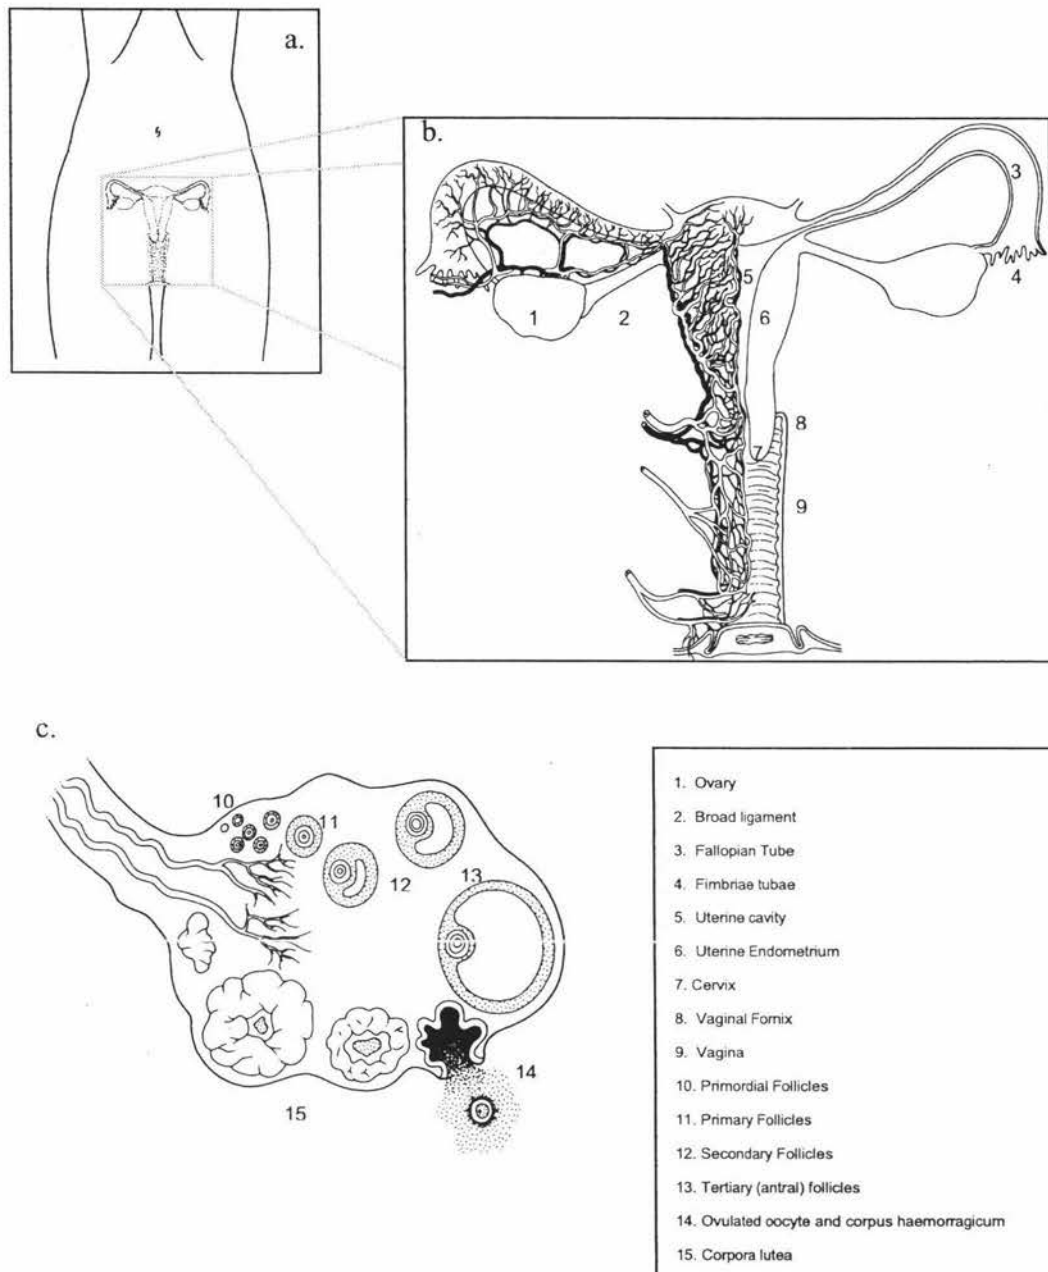 a.
b.
3
5
4
1
2
6
8
7
9
c.
10
11
12
13
14
15
1. Ovary
2. Broad ligament
3. Fallopian Tube
4. Fimbriae tubae
5. Uterine cavity
6. Uterine Endometrium
7. Cervix
8. Vaginal Fornix
9. Vagina
10. Primordial Follicles
11. Primary Follicles
12. Secondary Follicles
13. Tertiary (antral) follicles
14. Ovulated oocyte and corpus haemorragicum
15. Corpora lutea